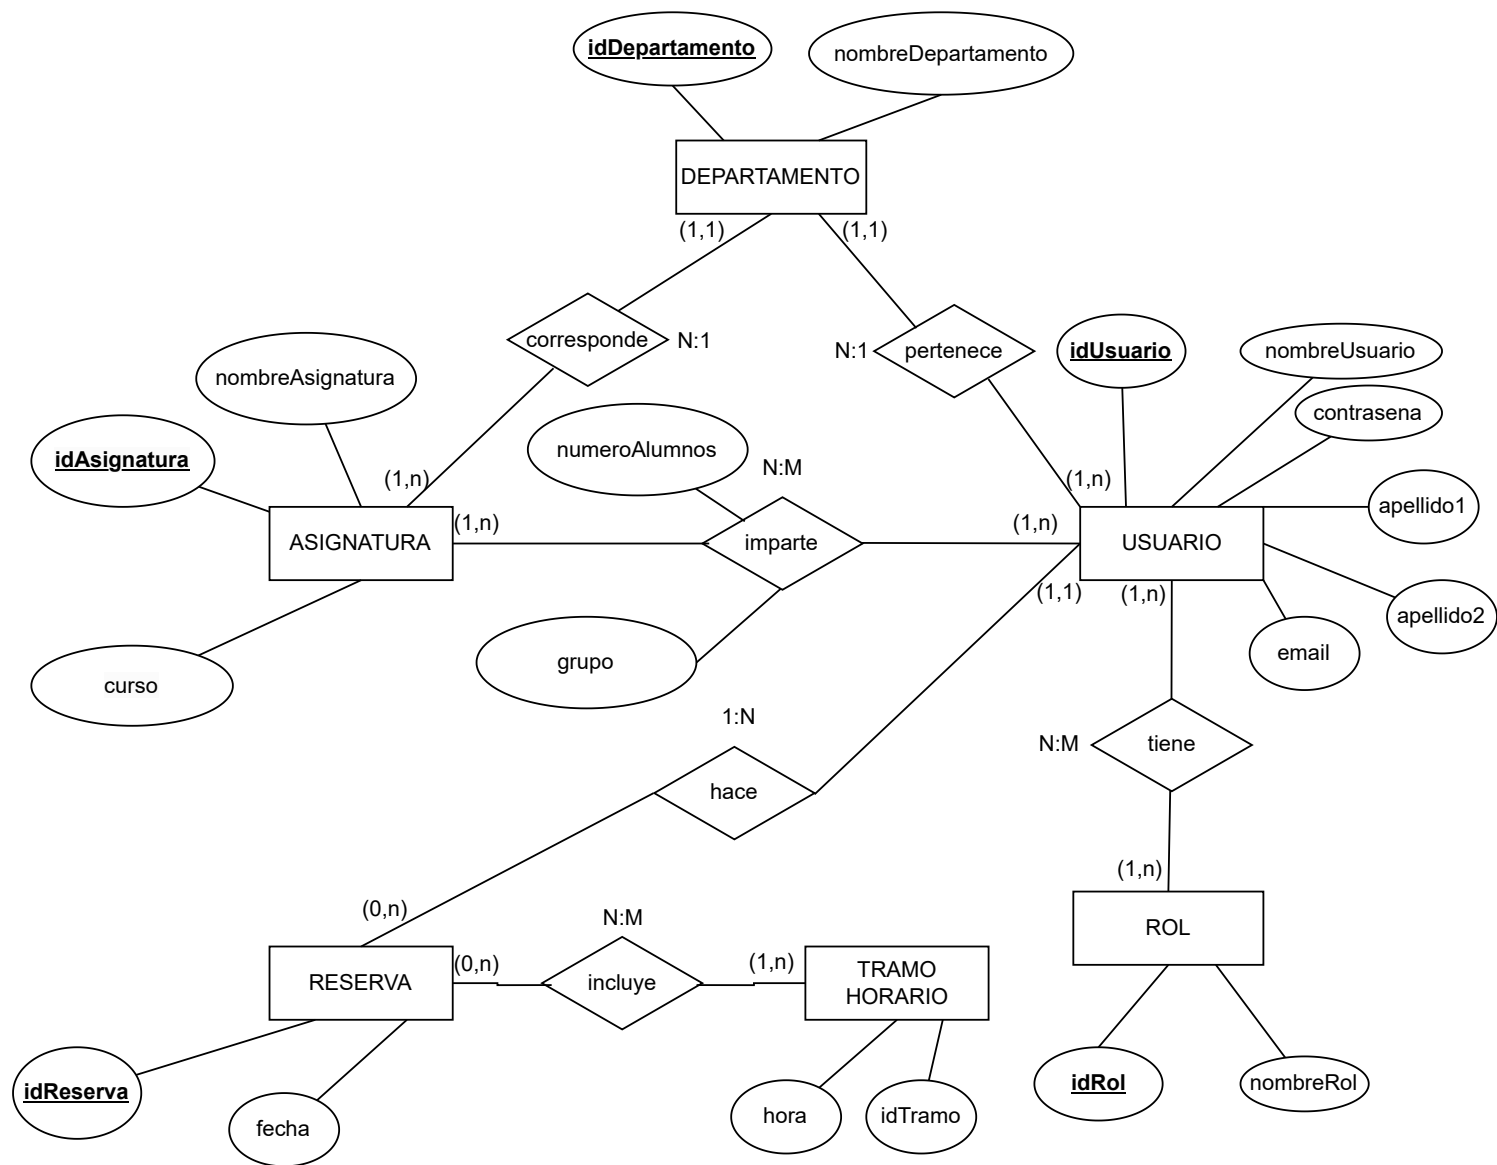 idDepartamento
nombreDepartamento
DEPARTAMENTO
(1,1)
(1,1)
corresponde
N:1
N:1
pertenece
idUsuario
nombreUsuario
contrasena
nombreAsignatura
idAsignatura
numeroAlumnos
N:M
(1,n)
(1,n)
apellido1
ASIGNATURA
(1,n)
imparte
(1,n)
USUARIO
(1,1)
(1,n)
apellido2
email
curso
grupo
1:N
hace
N:M
tiene
(0,n)
(1,n)
N:M
ROL
RESERVA
(0,n)
incluye
(1,n)
TRAMO
HORARIO
idReserva
fecha
hora
idTramo
idRol
nombreRol